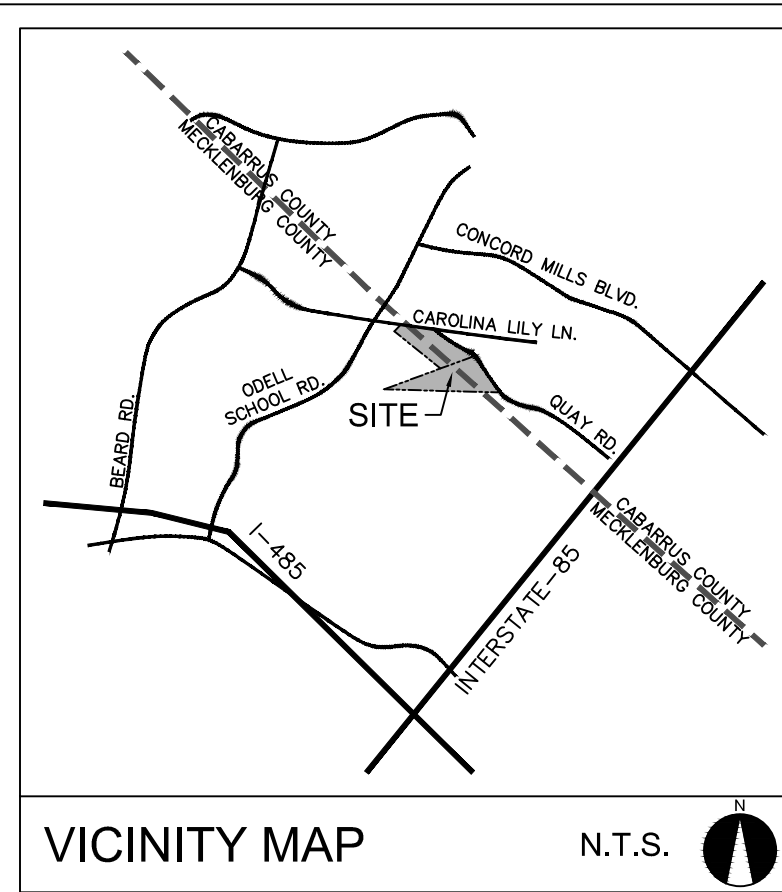 CABARRUS COUNTY
MECKLENBURG COUNTY
CONCORD MILLS BLVD.
CAROLINA LILY LN.
ODELL
SCHOOL RD.
SITE
QUAY RD.
BEARD RD.
I-485
INTERSTATE-85
CABARRUS COUNTY
MECKLENBURG COUNTY
VICINITY MAP
N.T.S.
N